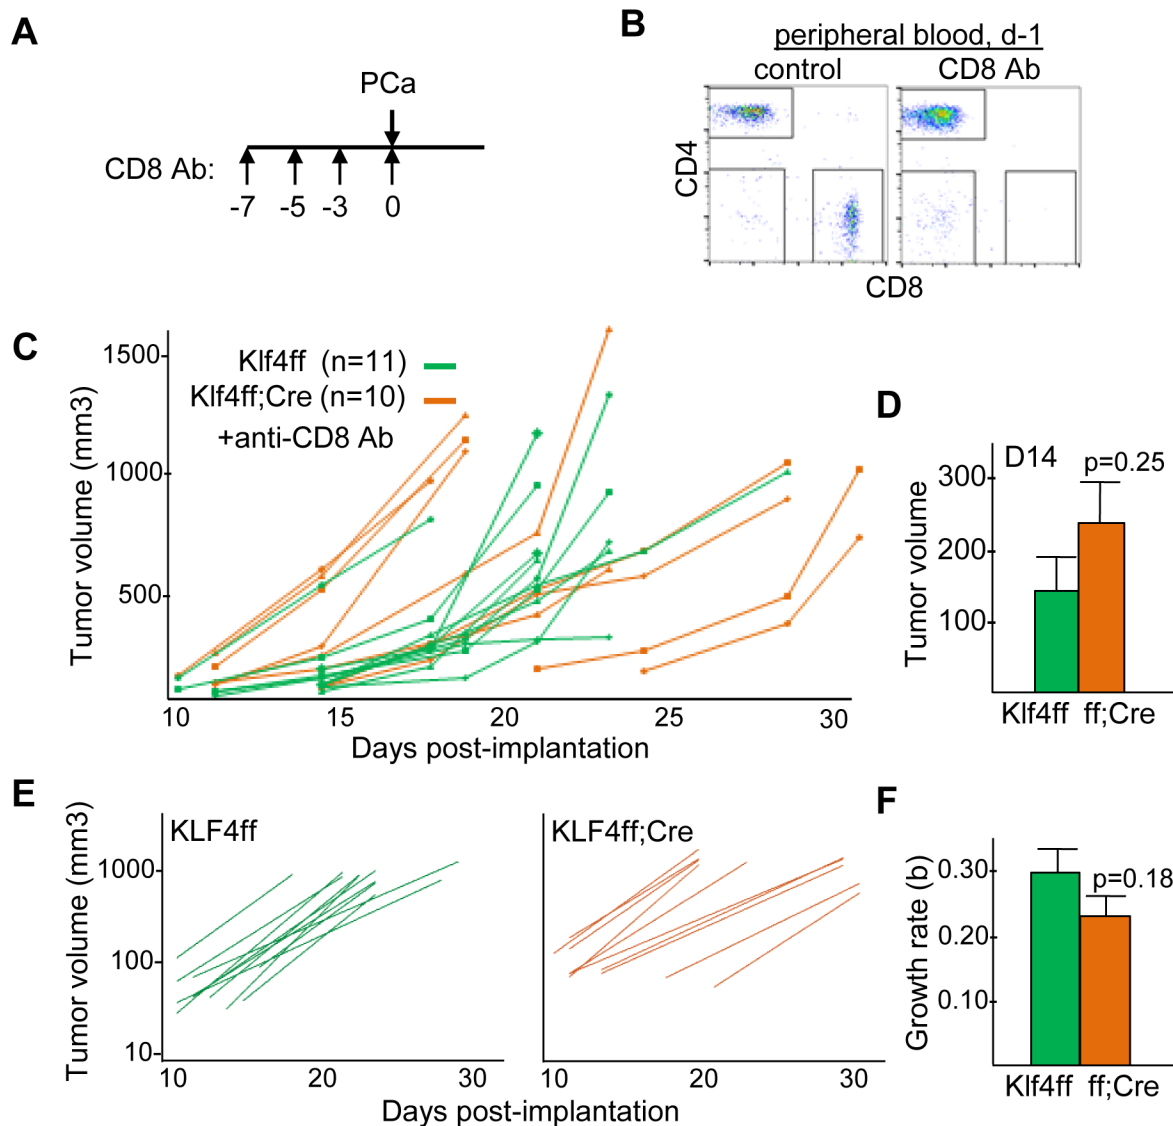 A
PCa
CD8 Ab:
-7 -5 -3 0
B
peripheral blood, d-1
control CD8 Ab
CD4
CD8
C
Tumor volume (mm3)
1500
1000
500
Klf4ff (n=11)
Klf4ff;Cre (n=10)
+anti-CD8 Ab
10 15 20 25 30
Days post-implantation
D
Tumor volume
300
200
100
D14
p=0.25
Klf4ff ff;Cre
E
Tumor volume (mm3)
1000
100
10
KLF4ff
KLF4ff;Cre
10 20 30 10 20 30
Days post-implantation
F
Growth rate (b)
0.30
0.20
0.10
p=0.18
Klf4ff ff;Cre